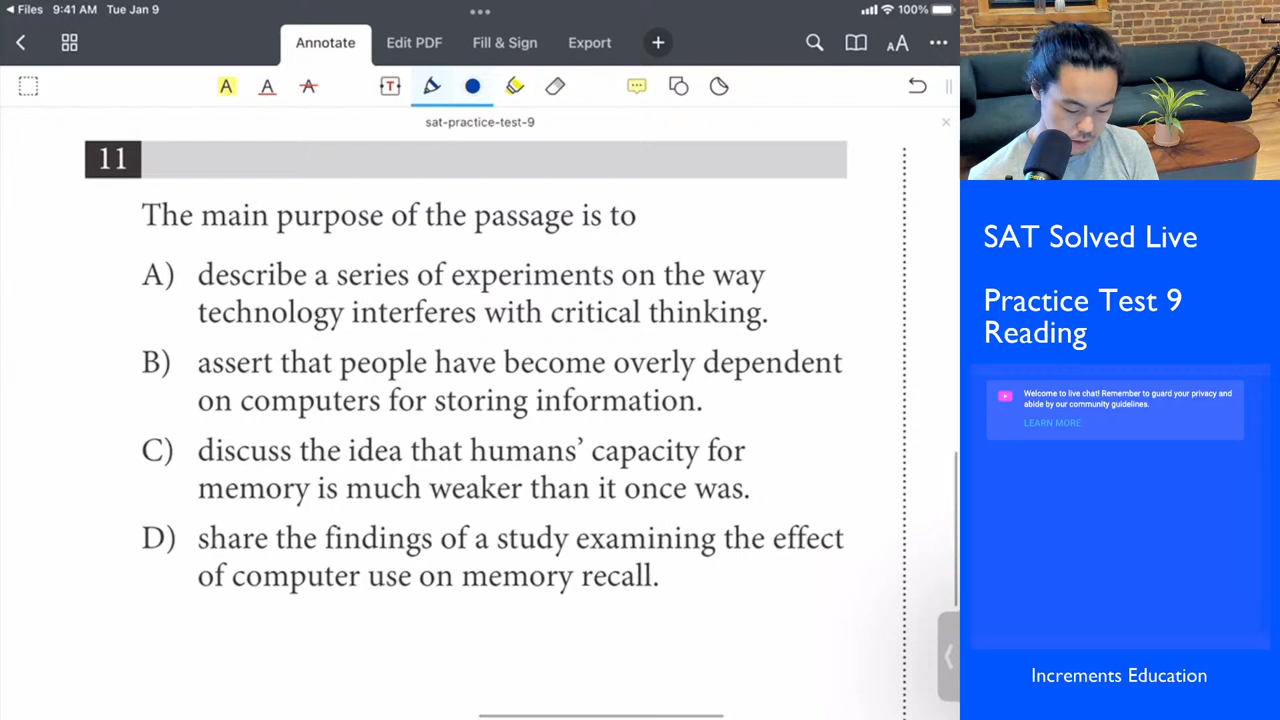 Files 9:41 AM Tue Jan 9 100%
Annotate Edit PDF Fill & Sign Export +
AA
A A A T
sat-practice-test-9
11
The main purpose of the passage is to
A) describe a series of experiments on the way
technology interferes with critical thinking.
B) assert that people have become overly dependent
on computers for storing information.
C) discuss the idea that humans’ capacity for
memory is much weaker than it once was.
D) share the findings of a study examining the effect
of computer use on memory recall.
SAT Solved Live
Practice Test 9
Reading
Welcome to live chat! Remember to guard your privacy and
abide by our community guidelines.
LEARN MORE
Increments Education